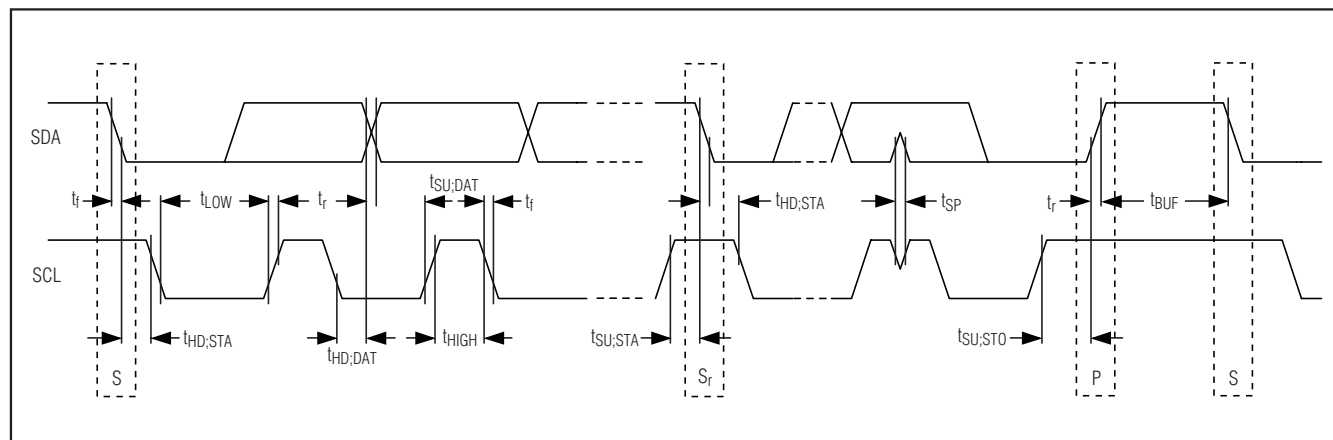 SDA
tf
tLOW
tr
tSU;DAT
tf
tHD;STA
tSP
tr
tBUF
SCL
tHD;STA
tHD;DAT
tHIGH
tSU;STA
tSU;STO
S
Sr
P
S